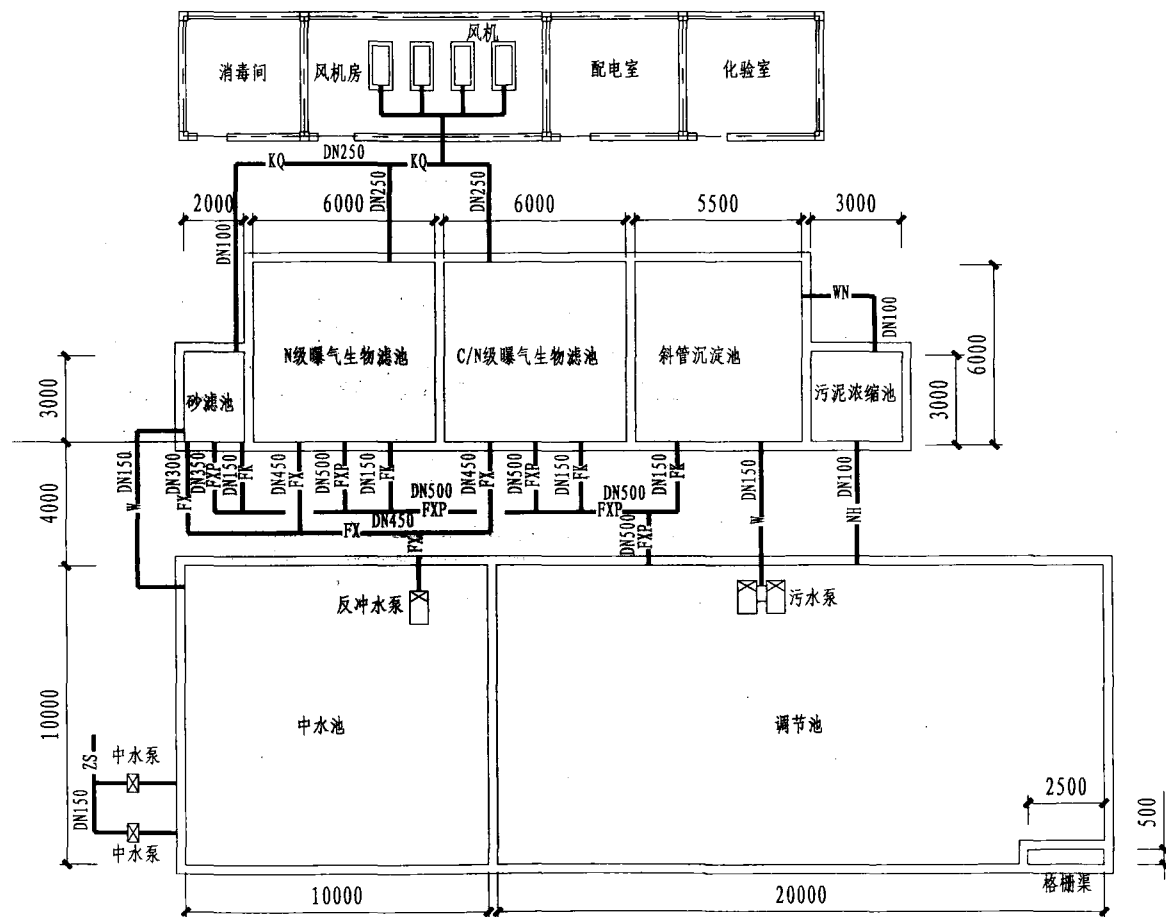 风机
消毒间
风机房
配电室
化验室
KQ
DN250
KQ
DN250
DN250
DN100
2000
6000
6000
5500
3000
WN
DN100
N级曝气生物滤池
C/N级曝气生物滤池
斜管沉淀池
砂滤池
污泥浓缩池
3000
3000
6000
4000
DN150
W
DN300
FX
DN350
FXP
DN150
FK
DN450
FX
DN500
FXP
DN150
FK
DN450
FX
DN500
FXP
DN150
FK
DN150
FK
DN150
W
DN100
NH
DN500
FXP
DN500
FXP
DN450
FX
FX
DN500
FXP
反冲水泵
污水泵
10000
中水池
调节池
ZS
中水泵
DN150
中水泵
2500
500
格栅渠
10000
20000